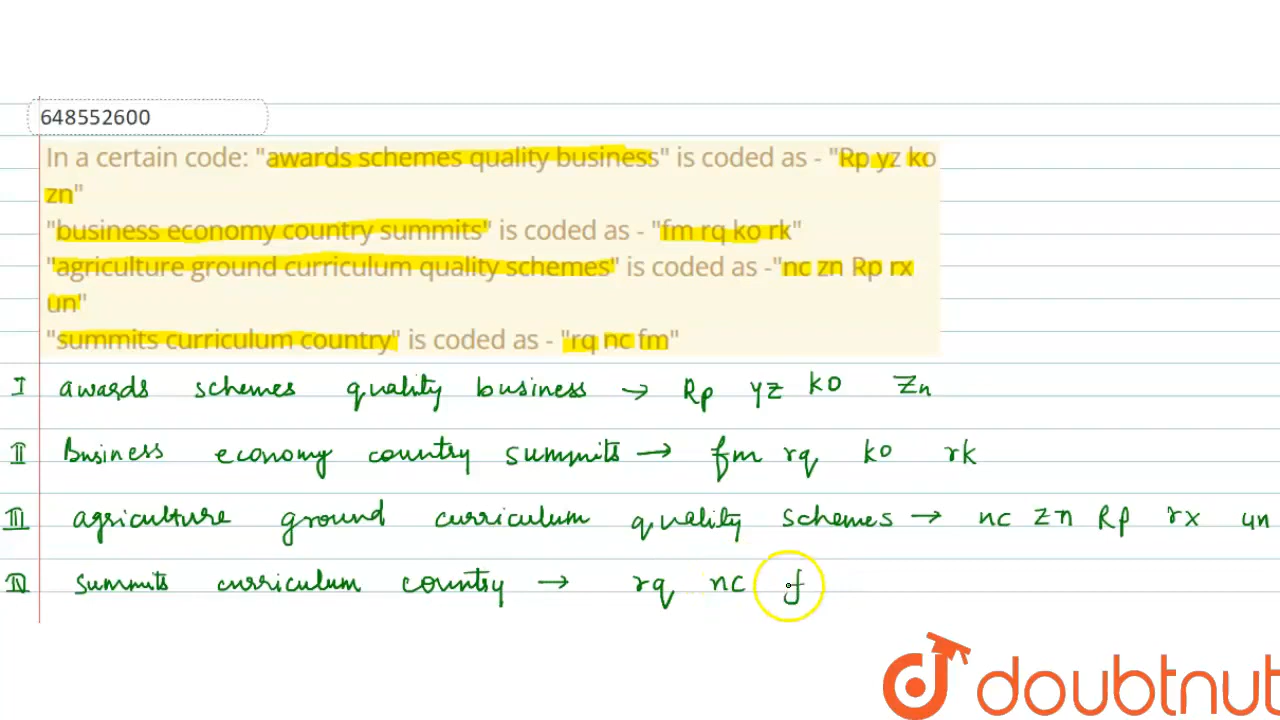 648552600
In a certain code: "awards schemes quality business" is coded as - "Rp yz ko
zn"
"business economy country summits" is coded as - "fm rq ko rk"
"agriculture ground curriculum quality schemes" is coded as -"nc zn Rp rx
un"
"summits curriculum country" is coded as - "rq nc fm"
I awards schemes quality business → Rp yz ko zn
II Business economy country summits → fm rq ko rk
III agriculture ground curriculum quality schemes → nc zn Rp rx un
IV summits curriculum country → rq nc f
doubtnut